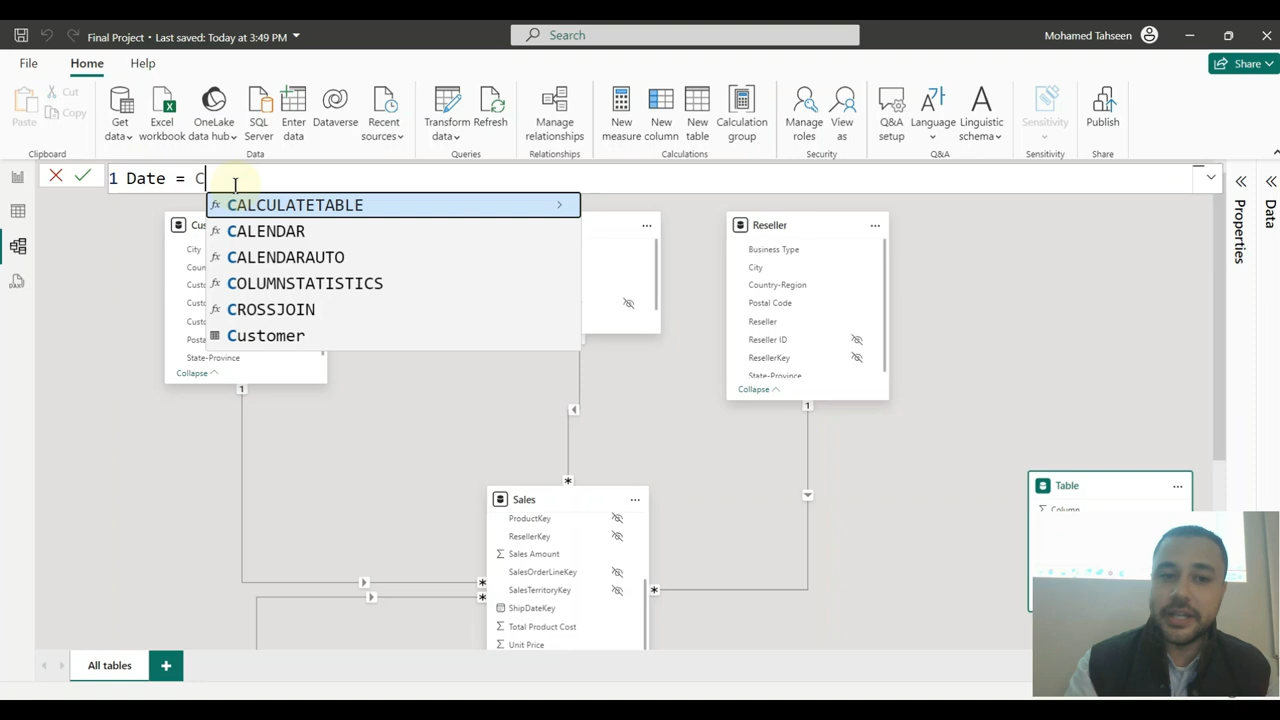 Final Project • Last saved: Today at 3:49 PM
Search
Mohamed Tahseen
File
Home
Help
Share
Paste
Cut
Copy
Get data
Excel workbook
OneLake data hub
SQL Server
Enter data
Dataverse
Recent sources
Transform data
Refresh
Manage relationships
New measure
New column
New table
Calculation group
Manage roles
View as
Q&A setup
Language
Linguistic schema
Sensitivity
Publish
Clipboard
Data
Queries
Relationships
Calculations
Security
Q&A
Sensitivity
Share
1 Date = C
CALCULATETABLE
CALENDAR
CALENDARAUTO
COLUMNSTATISTICS
CROSSJOIN
Customer
City
State-Province
Collapse
1
Reseller
Business Type
City
Country-Region
Postal Code
Reseller
Reseller ID
ResellerKey
State-Province
Collapse
1
Sales
ProductKey
ResellerKey
Sales Amount
SalesOrderLineKey
SalesTerritoryKey
ShipDateKey
Total Product Cost
Unit Price
Table
Column
Properties
Data
All tables